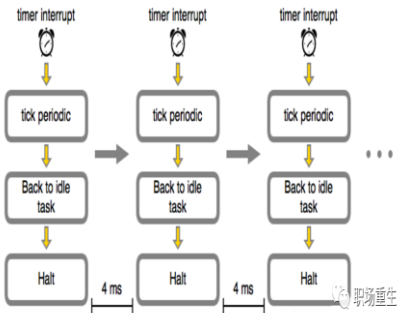 timer interrupt
timer interrupt
timer interrupt
tick periodic
tick periodic
tick periodic
Back to idle
task
Back to idle
task
Back to idle
task
Halt
Halt
Halt
4 ms
4 ms
职场重生